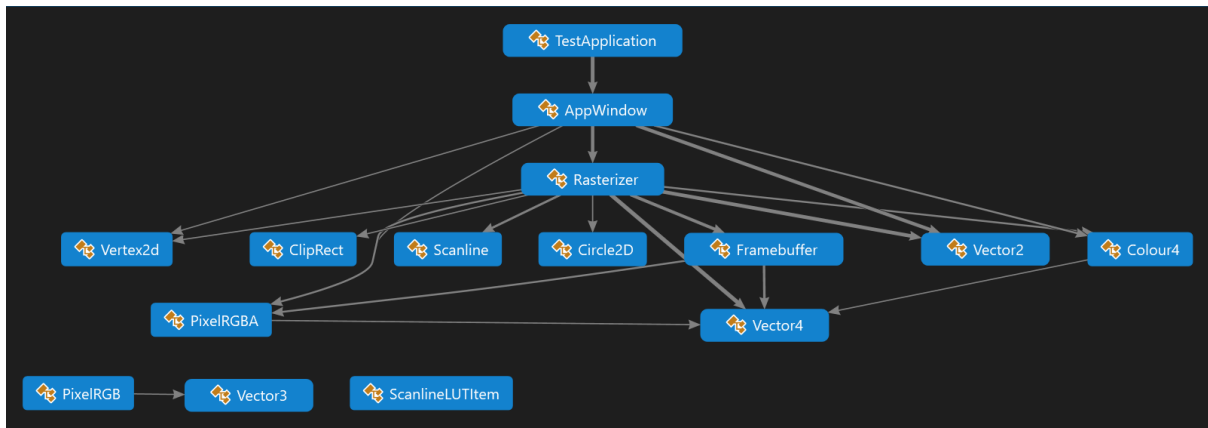 TestApplication
AppWindow
Rasterizer
Vertex2d
ClipRect
Scanline
Circle2D
Framebuffer
Vector2
Colour4
PixelRGBA
Vector4
PixelRGB
Vector3
ScanlineLUTItem